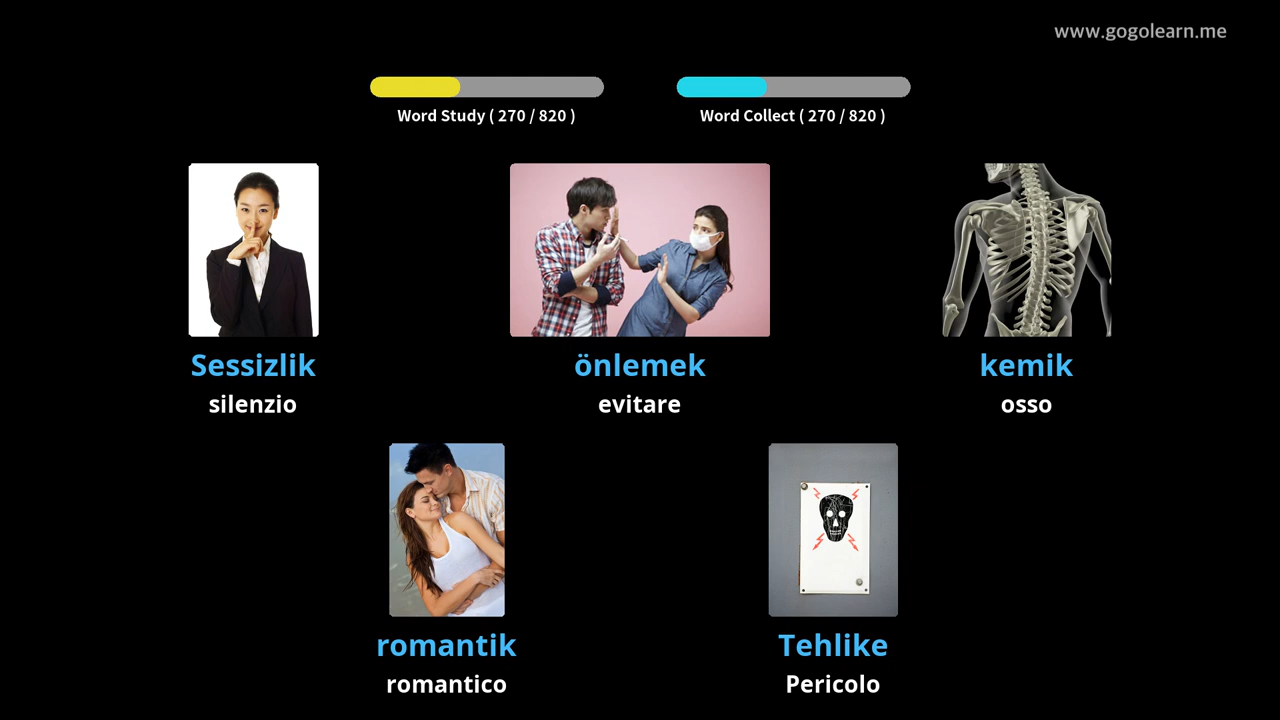 www.gogolearn.me
Word Study ( 270 / 820 )
Word Collect ( 270 / 820 )
Sessizlik
silenzio
önlemek
evitare
kemik
osso
romantik
romantico
Tehlike
Pericolo